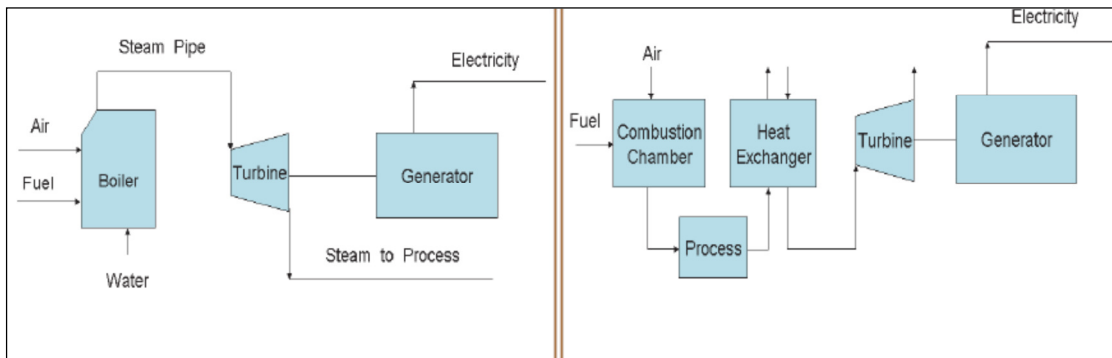 Steam Pipe
Electricity
Air
Fuel
Boiler
Turbine
Generator
Steam to Process
Water
Electricity
Air
Fuel
Combustion
Chamber
Heat
Exchanger
Turbine
Generator
Process